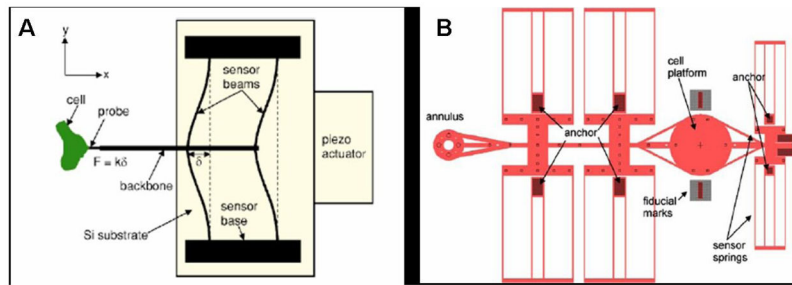 A
y
x
cell
probe
F = kδ
backbone
δ
sensor
beams
Si substrate
sensor
base
piezo
actuator
B
annulus
anchor
cell
platform
anchor
fiducial
marks
sensor
springs